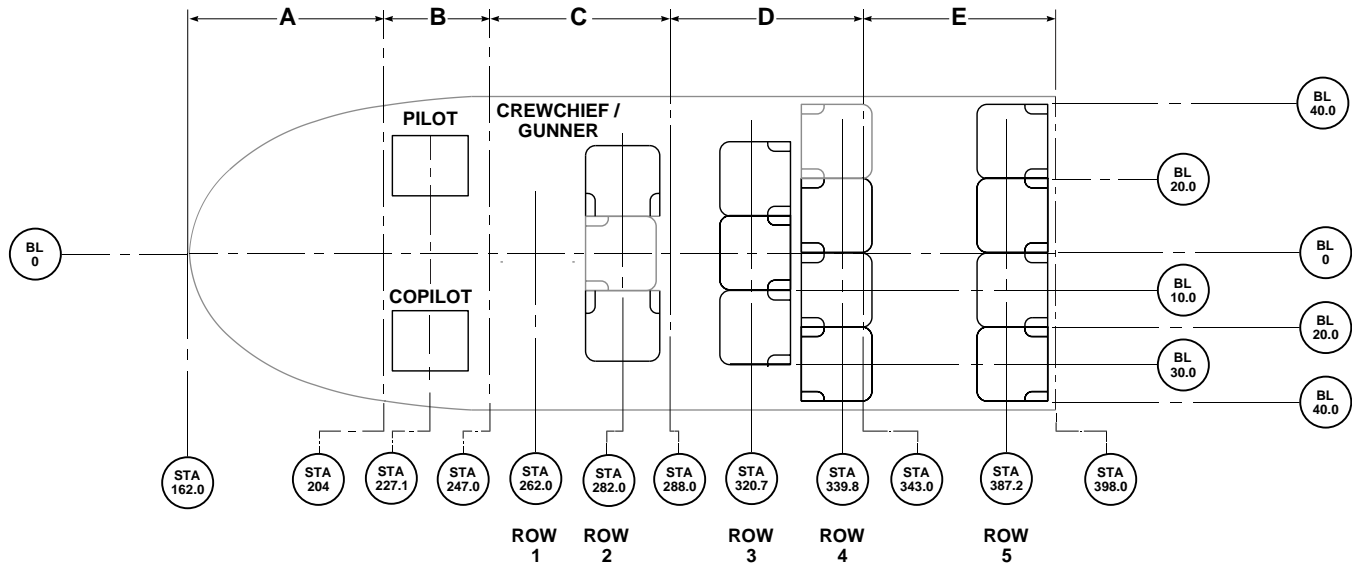 A
B
C
D
E
PILOT
CREWCHIEF /
GUNNER
COPILOT
BL
40.0
BL
20.0
BL
0
BL
0
BL
10.0
BL
20.0
BL
30.0
BL
40.0
STA
162.0
STA
204
STA
227.1
STA
247.0
STA
262.0
STA
282.0
STA
288.0
STA
320.7
STA
339.8
STA
343.0
STA
387.2
STA
398.0
ROW
1
ROW
2
ROW
3
ROW
4
ROW
5